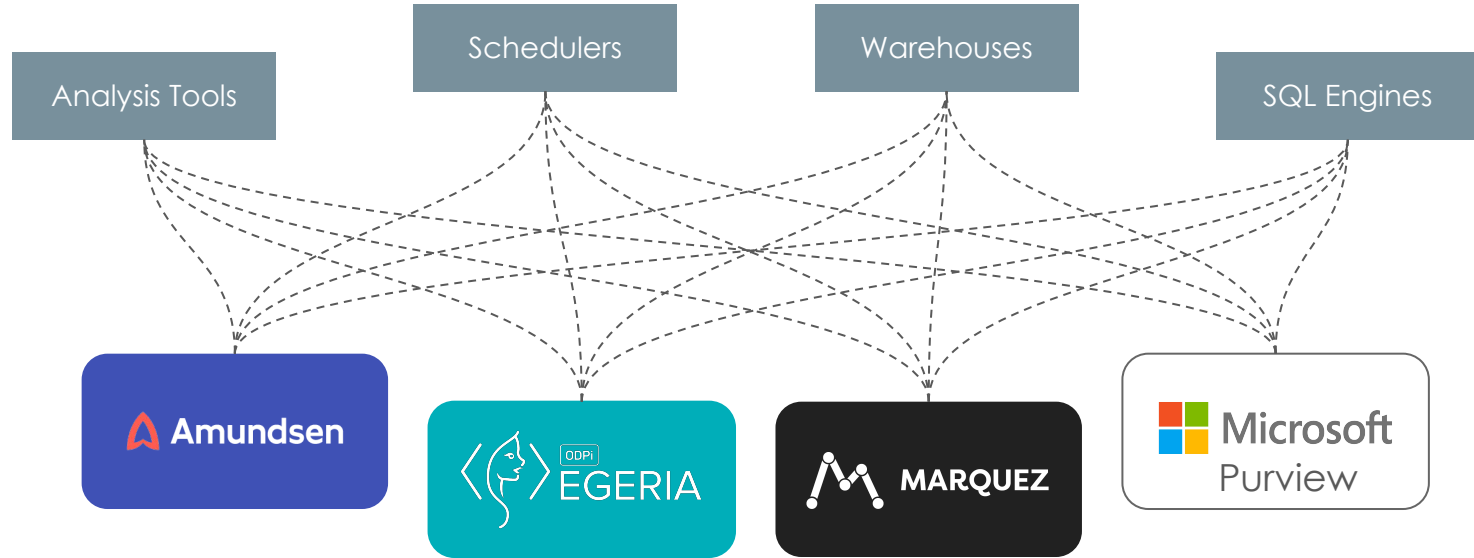 Analysis Tools
Schedulers
Warehouses
SQL Engines
Amundsen
ODPi
EGERIA
MARQUEZ
Microsoft
Purview